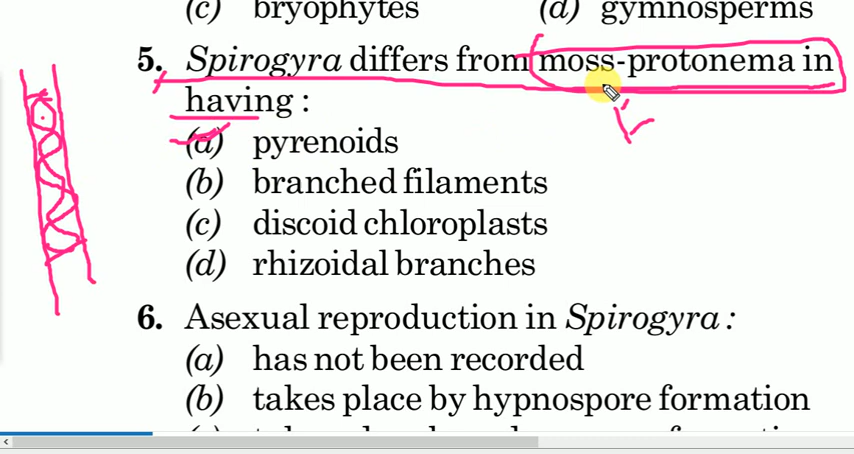 (c) bryophytes (d) gymnosperms
5. Spirogyra differs from moss-protonema in
having :
(a) pyrenoids
(b) branched filaments
(c) discoid chloroplasts
(d) rhizoidal branches
6. Asexual reproduction in Spirogyra :
(a) has not been recorded
(b) takes place by hypnospore formation